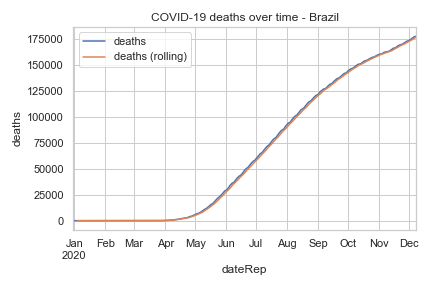 COVID-19 deaths over time - Brazil
deaths
deaths (rolling)
175000
150000
125000
100000
75000
50000
25000
0
deaths
Jan Feb Mar Apr May Jun Jul Aug Sep Oct Nov Dec
2020
dateRep